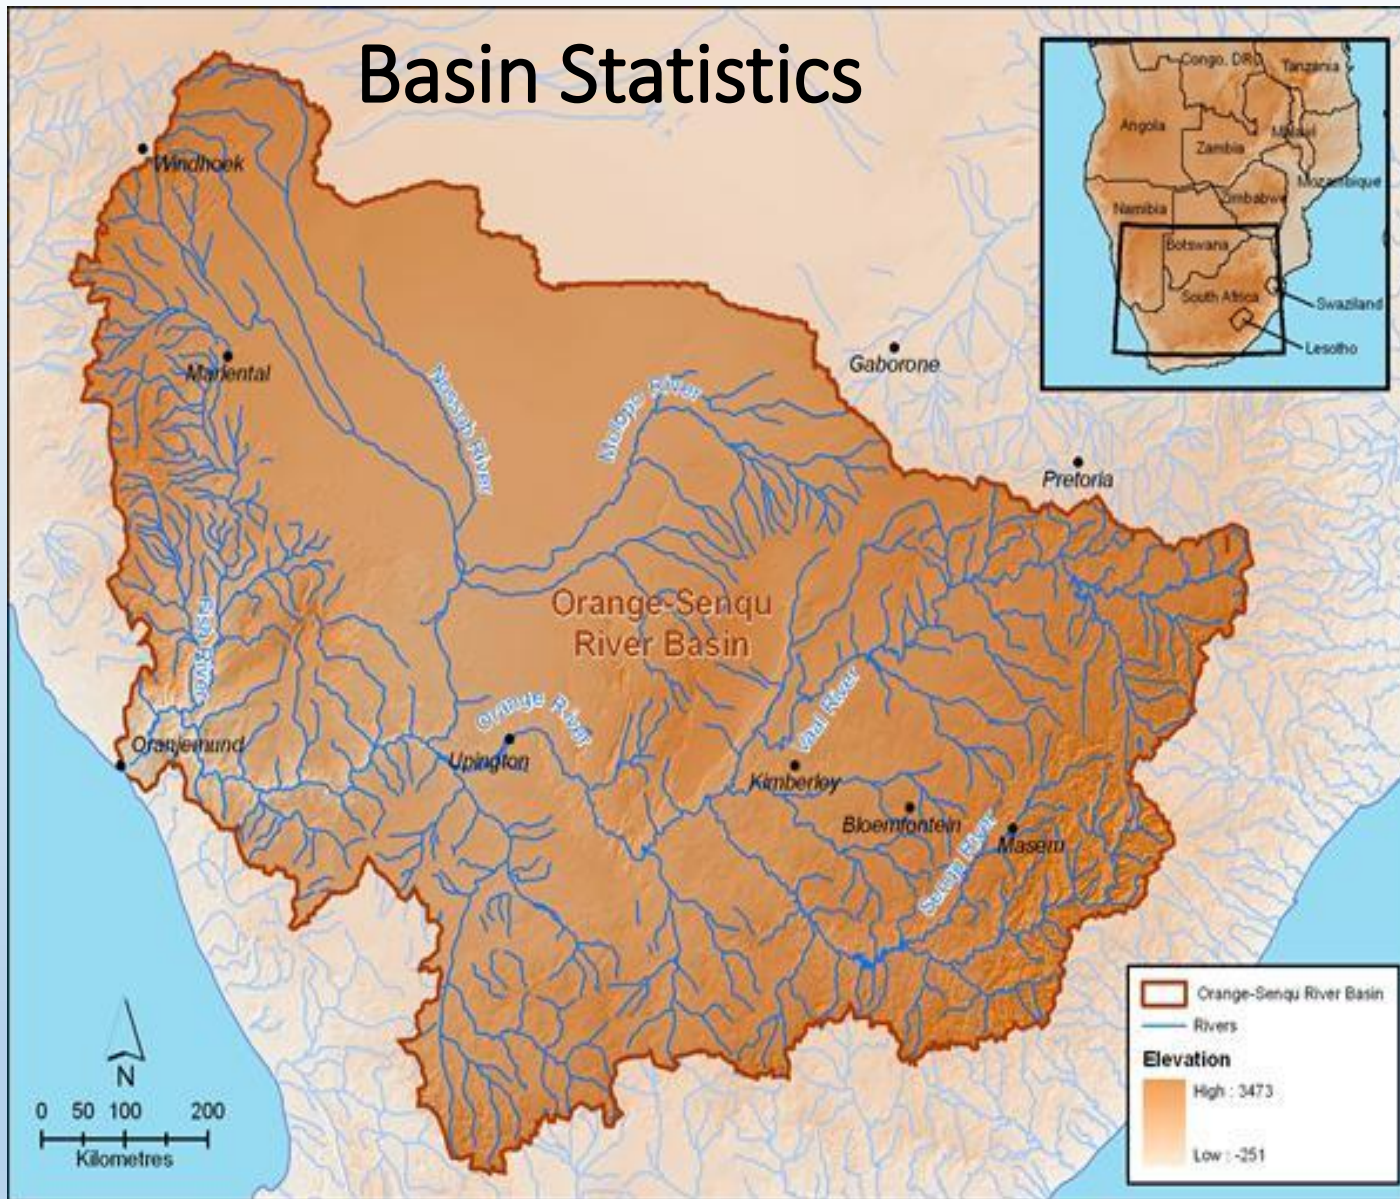 Basin Statistics
Congo, DRC
Tanzania
Angola
Malawi
Zambia
Mozambique
Zimbabwe
Namibia
Botswana
South Africa
Swaziland
Lesotho
Windhoek
Mariental
Gaborone
Pretoria
Nossob River
Molopo River
Orange-Senqu
River Basin
Fish River
Orange River
Vaal River
Oranjemund
Upington
Kimberley
Bloemfontein
Maseru
Senqu River
N
0 50 100 200
Kilometres
Orange-Senqu River Basin
Rivers
Elevation
High : 3473
Low : -251